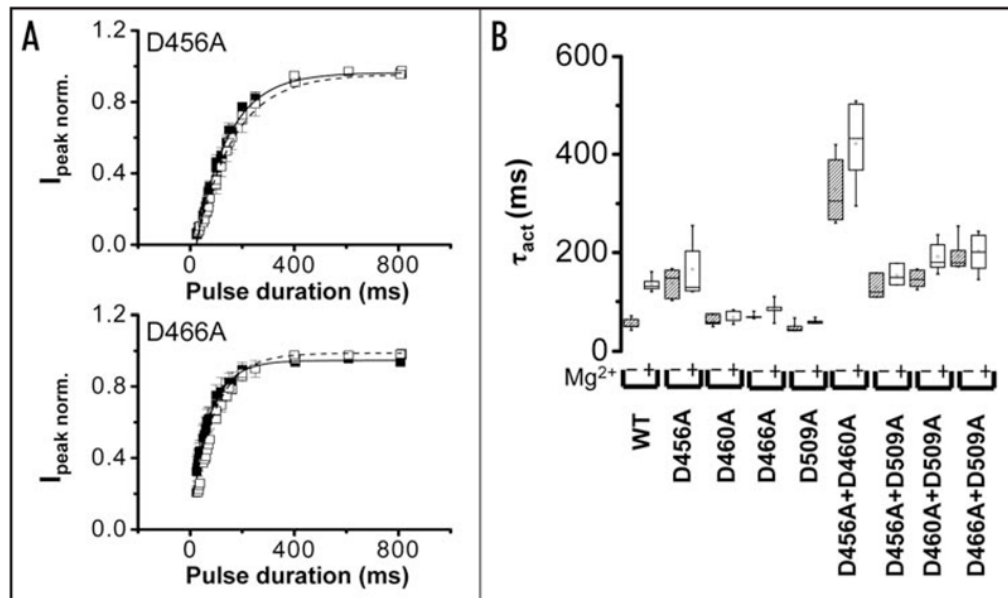 A
D456A
1.2
0.8
0.4
0.0
I peak norm.
0 400 800
Pulse duration (ms)
D466A
1.2
0.8
0.4
0.0
I peak norm.
0 400 800
Pulse duration (ms)
B
600
400
200
0
τact (ms)
Mg2+ - + - + - + - + - + - + - + - + - +
WT
D456A
D460A
D466A
D509A
D456A+D460A
D456A+D509A
D460A+D509A
D466A+D509A